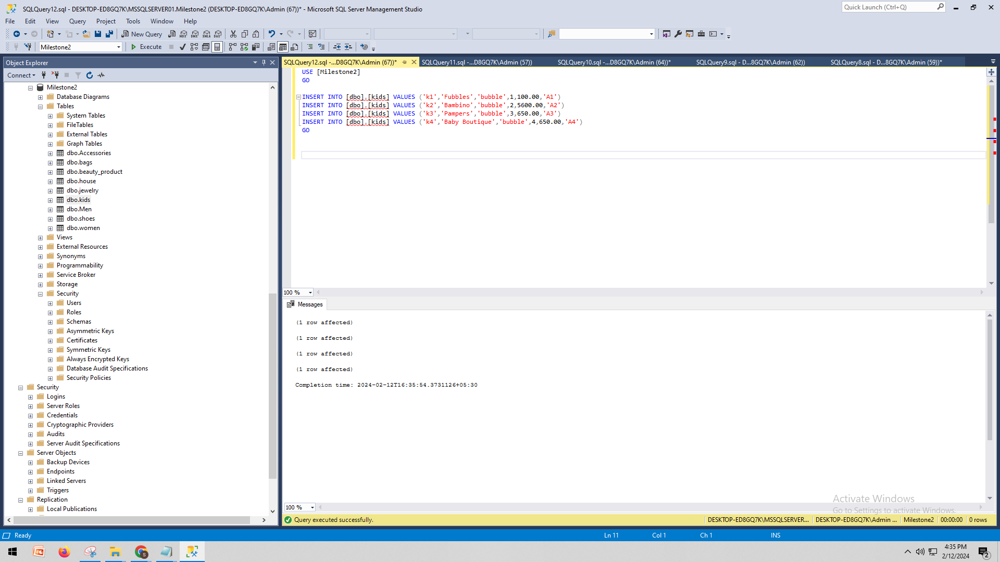 SQLQuery12.sql - DESKTOP-ED8GQ7K\MSSQLSERVER01.Milestone2 (DESKTOP-ED8GQ7K\Admin (67))* - Microsoft SQL Server Management Studio
Quick Launch (Ctrl+Q)
File Edit View Query Project Tools Window Help
New Query MDX DMX XMLA DAX
Milestone2 Execute
Object Explorer
Connect
Milestone2
Database Diagrams
Tables
System Tables
FileTables
External Tables
Graph Tables
dbo.Accessories
dbo.bags
dbo.beauty_product
dbo.house
dbo.jewelry
dbo.kids
dbo.Men
dbo.shoes
dbo.women
Views
External Resources
Synonyms
Programmability
Service Broker
Storage
Security
Users
Roles
Schemas
Asymmetric Keys
Certificates
Symmetric Keys
Always Encrypted Keys
Database Audit Specifications
Security Policies
Security
Logins
Server Roles
Credentials
Cryptographic Providers
Audits
Server Audit Specifications
Server Objects
Backup Devices
Endpoints
Linked Servers
Triggers
Replication
Local Publications
SQLQuery12.sql -...D8GQ7K\Admin (67))* SQLQuery11.sql -...D8GQ7K\Admin (57)) SQLQuery10.sql -...D8GQ7K\Admin (64))* SQLQuery9.sql - D...8GQ7K\Admin (62)) SQLQuery8.sql - D...8GQ7K\Admin (59))*
USE [Milestone2]
GO
INSERT INTO [dbo].[kids] VALUES ('k1','Fubbles','bubble',1,100.00,'A1')
INSERT INTO [dbo].[kids] VALUES ('k2','Bambino','bubble',2,5600.00,'A2')
INSERT INTO [dbo].[kids] VALUES ('k3','Pampers','bubble',3,650.00,'A3')
INSERT INTO [dbo].[kids] VALUES ('k4','Baby Boutique','bubble',4,650.00,'A4')
GO
100 %
Messages
(1 row affected)
(1 row affected)
(1 row affected)
(1 row affected)
Completion time: 2024-02-12T16:35:54.3731126+05:30
Activate Windows
Go to Settings to activate Windows.
100 %
Query executed successfully. DESKTOP-ED8GQ7K\MSSQLSERVER... DESKTOP-ED8GQ7K\Admin ... Milestone2 00:00:00 0 rows
Ready Ln 11 Col 1 Ch 1 INS
4:35 PM
2/12/2024
2